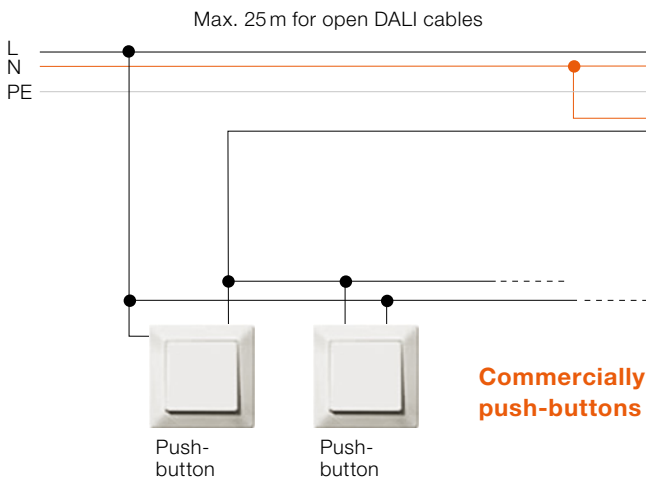 Max. 25 m for open DALI cables
L
N
PE
Commercially
push-buttons
Push-
button
Push-
button